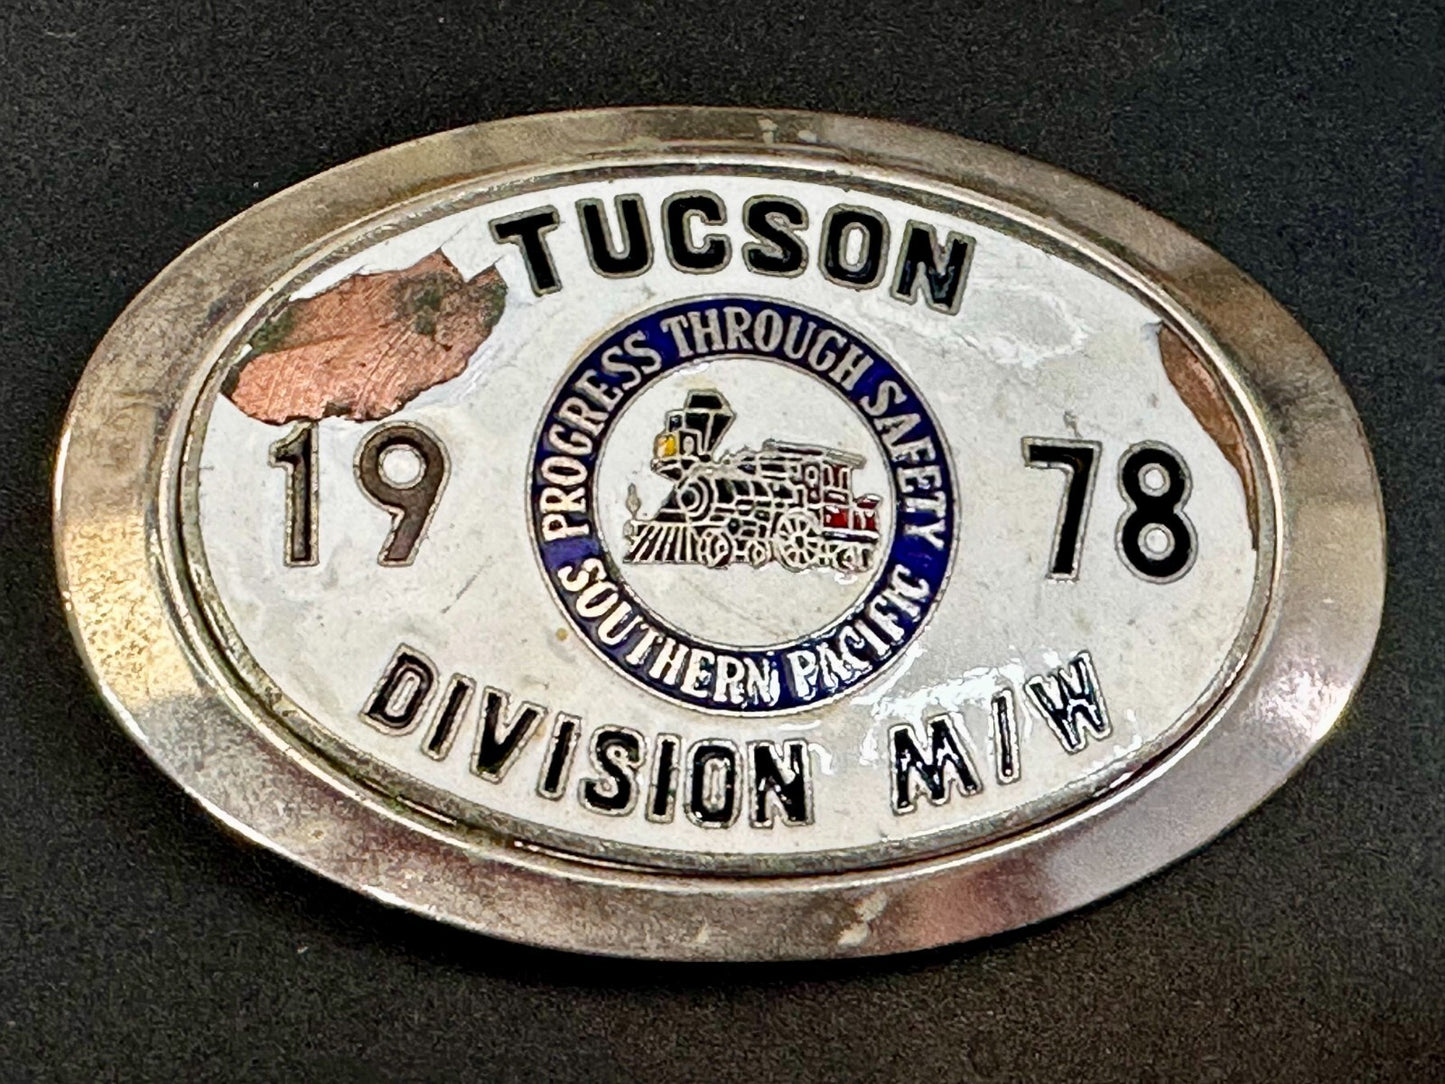 TUCSON
PROGRESS THROUGH SAFETY
19 78
SOUTHERN PACIFIC
DIVISION M/W